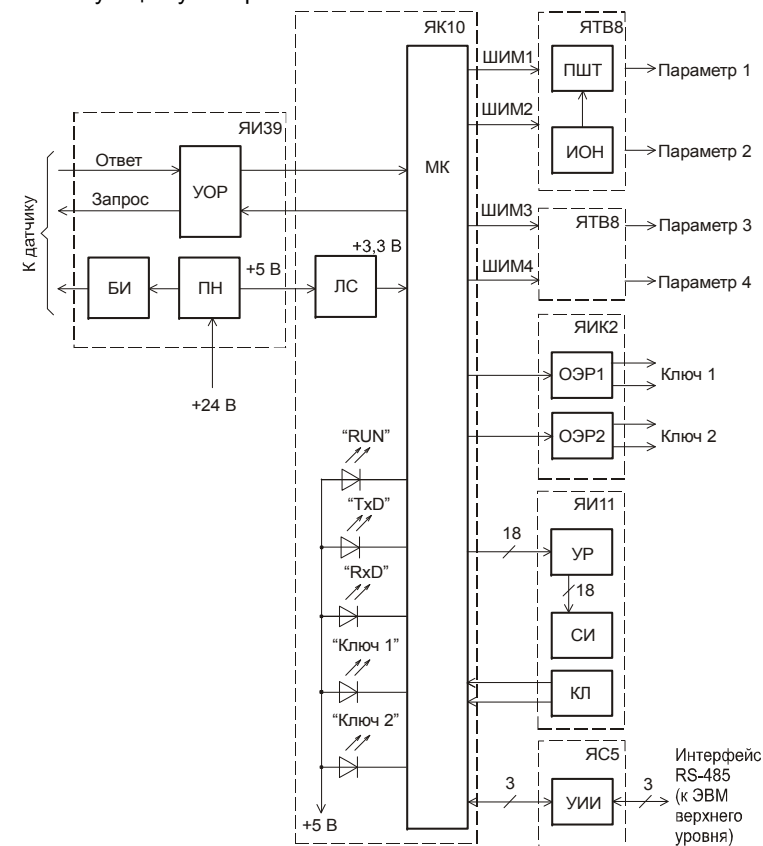 ЯК10
ЯТВ8
ШИМ1
ПШТ
Параметр 1
ШИМ2
ИОН
Параметр 2
ЯИ39
К датчику
Ответ
Запрос
УОР
МК
ШИМ3
ЯТВ8
Параметр 3
ШИМ4
Параметр 4
БИ
ПН
+5 В
+3,3 В
ЛС
+24 В
ЯИК2
ОЭР1
Ключ 1
ОЭР2
Ключ 2
“RUN”
“TxD”
“RxD”
“Ключ 1”
“Ключ 2”
+5 В
ЯИ11
18
УР
18
СИ
КЛ
ЯС5
3
УИИ
3
Интерфейс
RS-485
(к ЭВМ
верхнего
уровня)